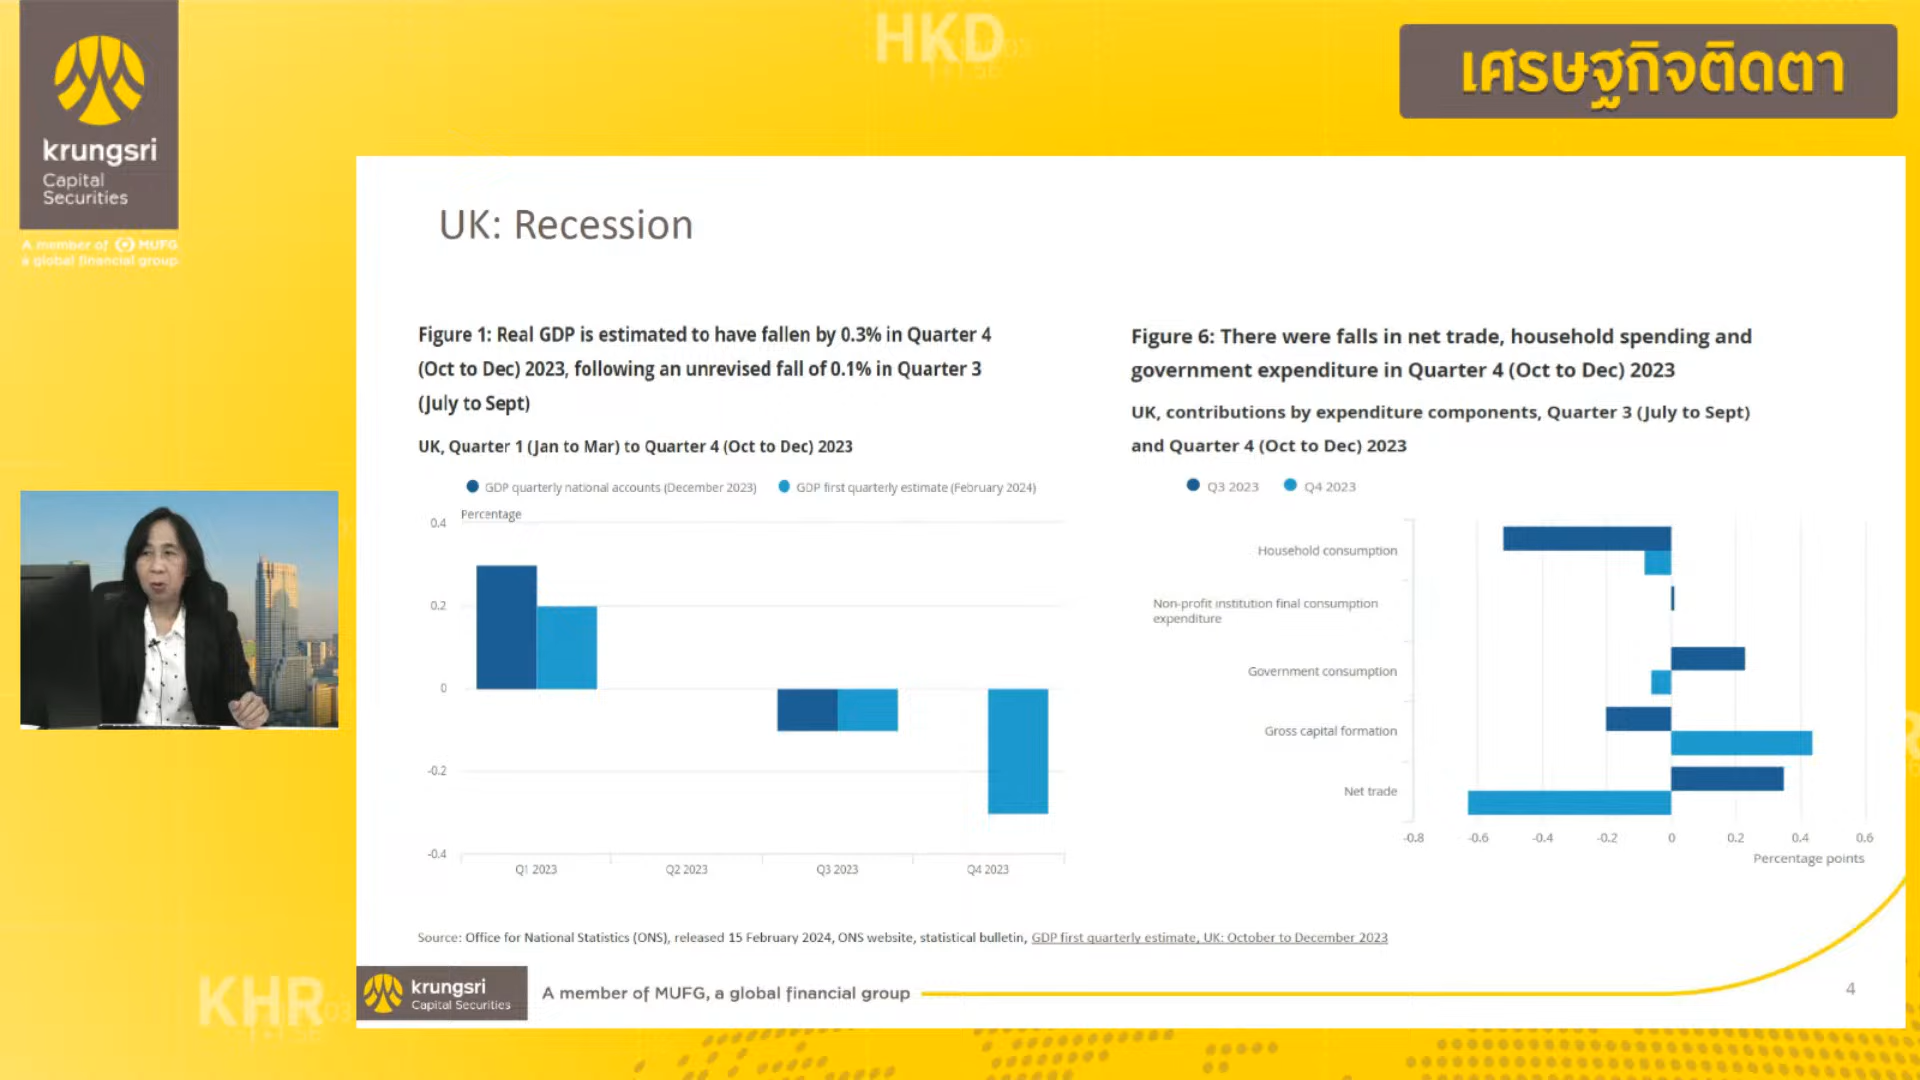 HKD
เศรษฐกิจติดตา
krungsri
Capital
Securities
A member of MUFG
a global financial group
UK: Recession
Figure 1: Real GDP is estimated to have fallen by 0.3% in Quarter 4
(Oct to Dec) 2023, following an unrevised fall of 0.1% in Quarter 3
(July to Sept)
UK, Quarter 1 (Jan to Mar) to Quarter 4 (Oct to Dec) 2023
GDP quarterly national accounts (December 2023)
GDP first quarterly estimate (February 2024)
Percentage
0.4
0.2
0
-0.2
-0.4
Q1 2023
Q2 2023
Q3 2023
Q4 2023
Figure 6: There were falls in net trade, household spending and
government expenditure in Quarter 4 (Oct to Dec) 2023
UK, contributions by expenditure components, Quarter 3 (July to Sept)
and Quarter 4 (Oct to Dec) 2023
Q3 2023
Q4 2023
Household consumption
Non-profit institution final consumption
expenditure
Government consumption
Gross capital formation
Net trade
-0.8
-0.6
-0.4
-0.2
0
0.2
0.4
0.6
Percentage points
Source: Office for National Statistics (ONS), released 15 February 2024, ONS website, statistical bulletin, GDP first quarterly estimate, UK: October to December 2023
krungsri
Capital Securities
A member of MUFG, a global financial group
4
KHR